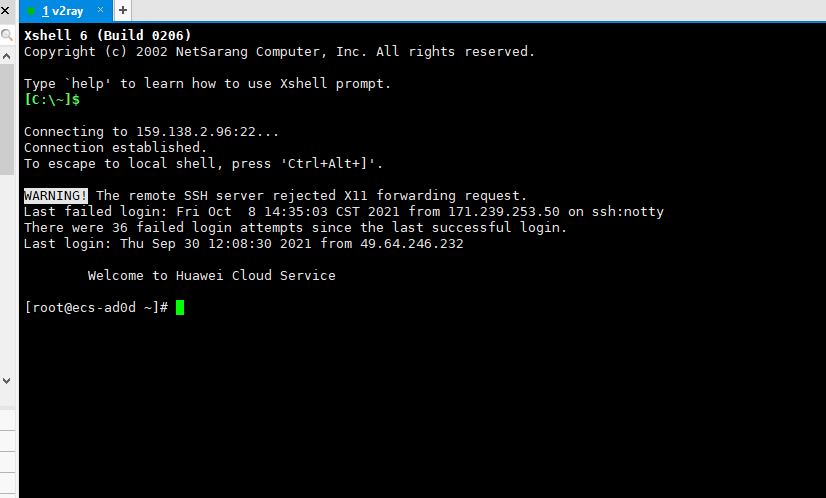 1 v2ray
Xshell 6 (Build 0206)
Copyright (c) 2002 NetSarang Computer, Inc. All rights reserved.
Type `help' to learn how to use Xshell prompt.
[C:\~]$
Connecting to 159.138.2.96:22...
Connection established.
To escape to local shell, press 'Ctrl+Alt+]'.
WARNING! The remote SSH server rejected X11 forwarding request.
Last failed login: Fri Oct  8 14:35:03 CST 2021 from 171.239.253.50 on ssh:notty
There were 36 failed login attempts since the last successful login.
Last login: Thu Sep 30 12:08:30 2021 from 49.64.246.232
Welcome to Huawei Cloud Service
[root@ecs-ad0d ~]#